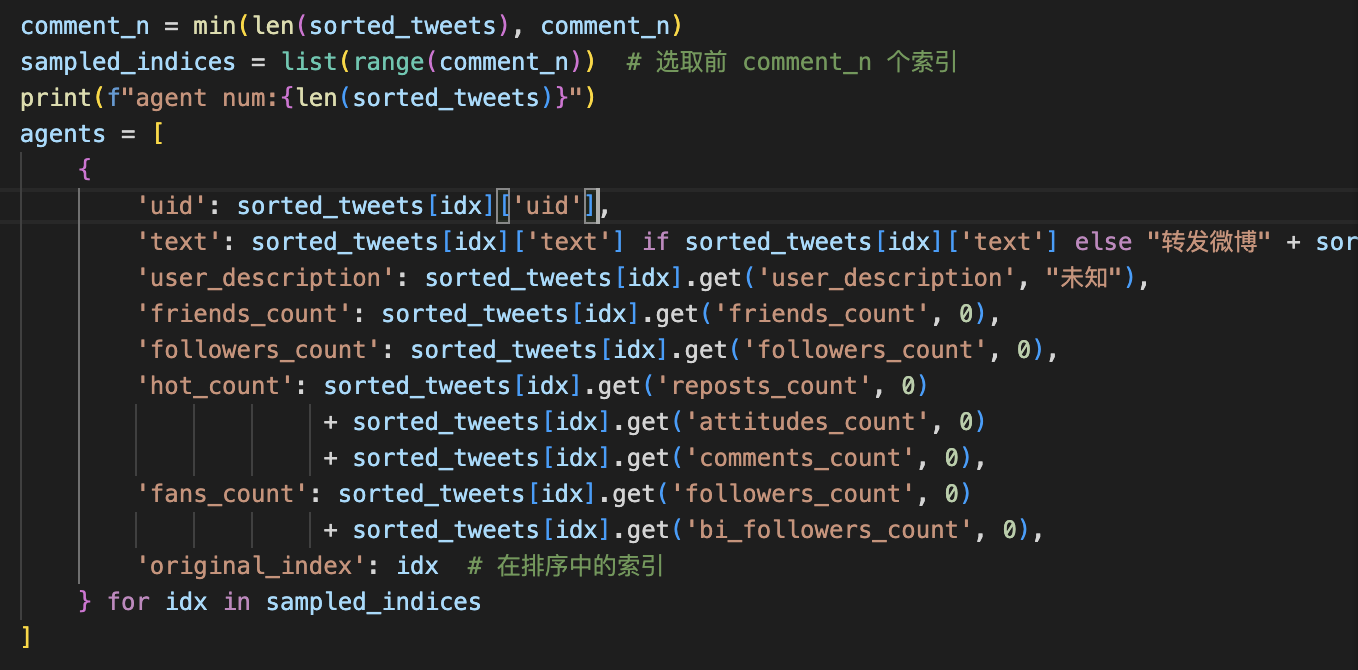 comment_n = min(len(sorted_tweets), comment_n)
sampled_indices = list(range(comment_n))  # 选取前 comment_n 个索引
print(f"agent num:{len(sorted_tweets)}")
agents = [
    {
        'uid': sorted_tweets[idx]['uid'],
        'text': sorted_tweets[idx]['text'] if sorted_tweets[idx]['text'] else "转发微博" + sor
        'user_description': sorted_tweets[idx].get('user_description', "未知"),
        'friends_count': sorted_tweets[idx].get('friends_count', 0),
        'followers_count': sorted_tweets[idx].get('followers_count', 0),
        'hot_count': sorted_tweets[idx].get('reposts_count', 0)
                    + sorted_tweets[idx].get('attitudes_count', 0)
                    + sorted_tweets[idx].get('comments_count', 0),
        'fans_count': sorted_tweets[idx].get('followers_count', 0)
                    + sorted_tweets[idx].get('bi_followers_count', 0),
        'original_index': idx  # 在排序中的索引
    } for idx in sampled_indices
]